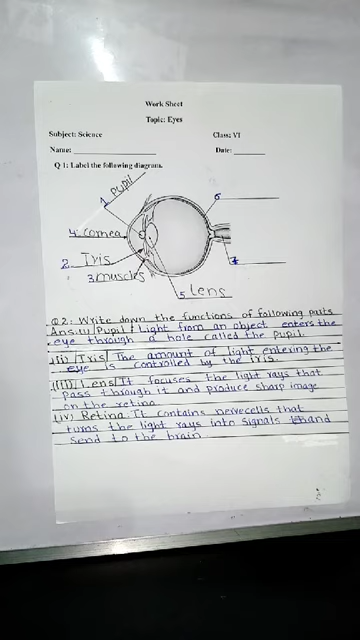 Work Sheet
Topic: Eyes
Subject: Science Class: VI
Name: Date:
Q 1: Label the following diagram.
1 Pupil
6
4. Cornea
2. Iris
3 muscles
7
5 Lens
Q2: Write down the functions of following parts
Ans. (i) Pupil: Light from an object enters the
eye through a hole called the pupil
(ii) Iris The amount of light entering the
eye is controlled by the Iris.
(iii) Lens It focuses the light rays that
pass through it and produce sharp image
on the retina.
(iv) Retina: It contains nervecells that
turns the light rays into signals and
send to the brain